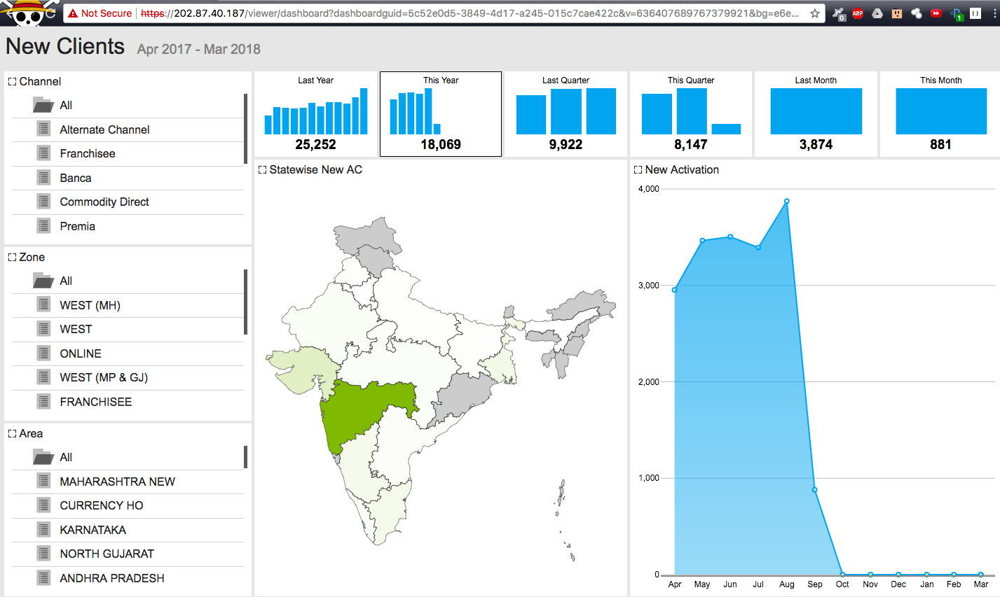 Not Secure | https://202.87.40.187/viewer/dashboard?dashboardguid=5c52e0d5-3849-4d17-a245-015c7cae422c&v=636407689767379921&bg=e6e...
0
ABP
1
New Clients Apr 2017 - Mar 2018
Channel
All
Alternate Channel
Franchisee
Banca
Commodity Direct
Premia
Zone
All
WEST (MH)
WEST
ONLINE
WEST (MP & GJ)
FRANCHISEE
Area
All
MAHARASHTRA NEW
CURRENCY HO
KARNATAKA
NORTH GUJARAT
ANDHRA PRADESH
Last Year
25,252
This Year
18,069
Last Quarter
9,922
This Quarter
8,147
Last Month
3,874
This Month
881
Statewise New AC
New Activation
4,000
3,000
2,000
1,000
0
Apr May Jun Jul Aug Sep Oct Nov Dec Jan Feb Mar